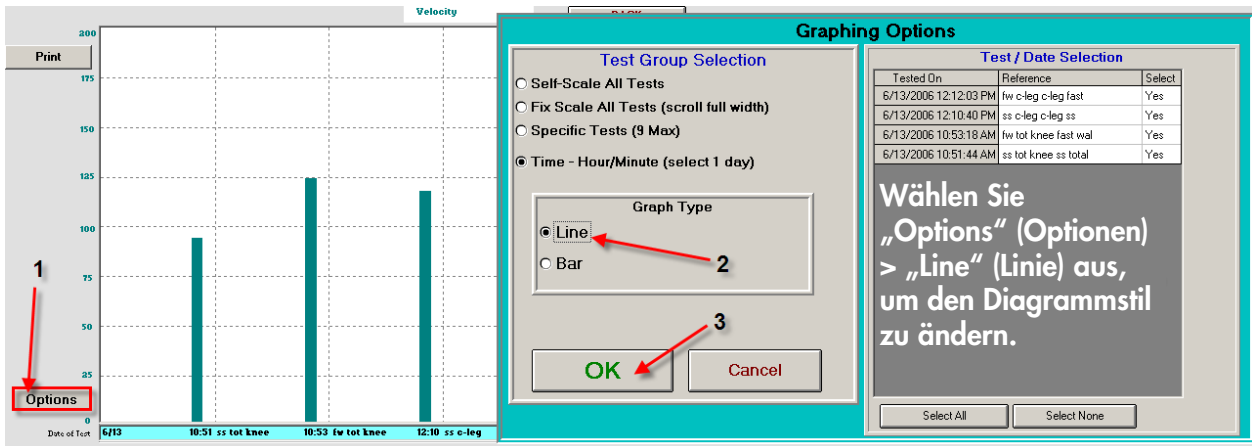 Velocity
Print
200
175
150
125
100
75
50
25
0
1
Options
Date of Test
6/13
10:51 ss tot knee
10:53 fw tot knee
12:10 ss c-leg
Graphing Options
Test Group Selection
Self-Scale All Tests
Fix Scale All Tests (scroll full width)
Specific Tests (9 Max)
Time - Hour/Minute (select 1 day)
Graph Type
Line
Bar
2
3
OK
Cancel
Test / Date Selection
Tested On Reference Select
6/13/2006 12:12:03 PM fw c-leg c-leg fast Yes
6/13/2006 12:10:40 PM ss c-leg c-leg ss Yes
6/13/2006 10:53:18 AM fw tot knee fast wal Yes
6/13/2006 10:51:44 AM ss tot knee ss total Yes
Wählen Sie
„Options“ (Optionen)
> „Line“ (Linie) aus,
um den Diagrammstil
zu ändern.
Select All
Select None